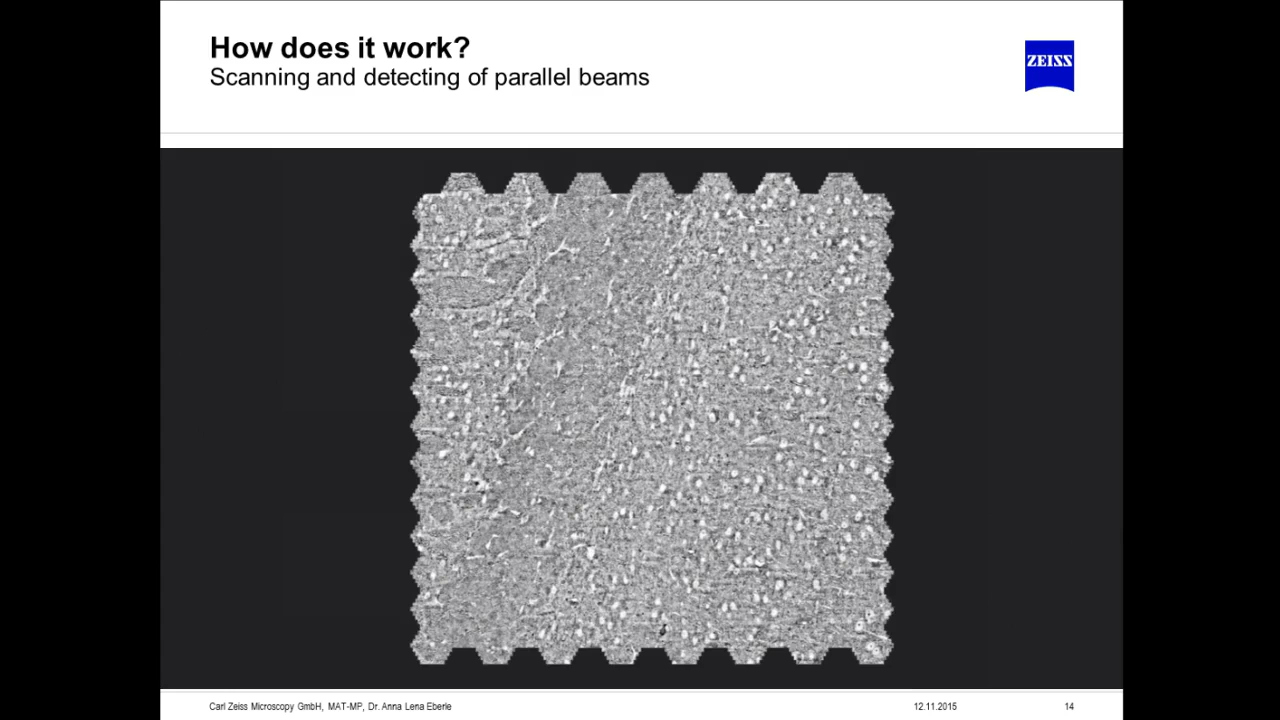 How does it work?
Scanning and detecting of parallel beams
ZEISS
Carl Zeiss Microscopy GmbH, MAT-MP, Dr. Anna Lena Eberle
12.11.2015
14